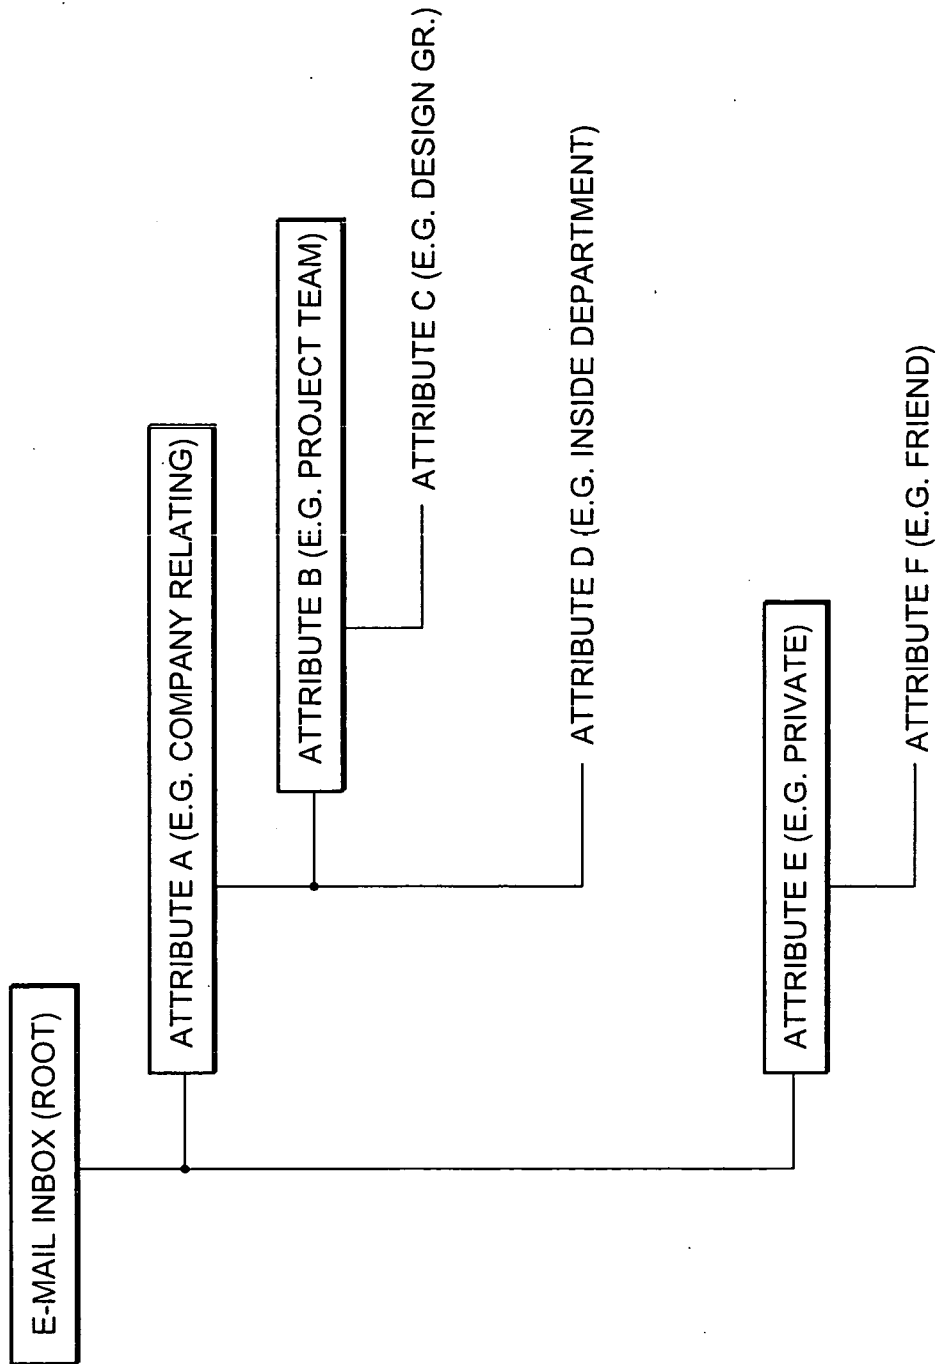 E-MAIL INBOX (ROOT)
ATTRIBUTE A (E.G. COMPANY RELATING)
ATTRIBUTE B (E.G. PROJECT TEAM)
ATTRIBUTE C (E.G. DESIGN GR.)
ATTRIBUTE D (E.G. INSIDE DEPARTMENT)
ATTRIBUTE E (E.G. PRIVATE)
ATTRIBUTE F (E.G. FRIEND)